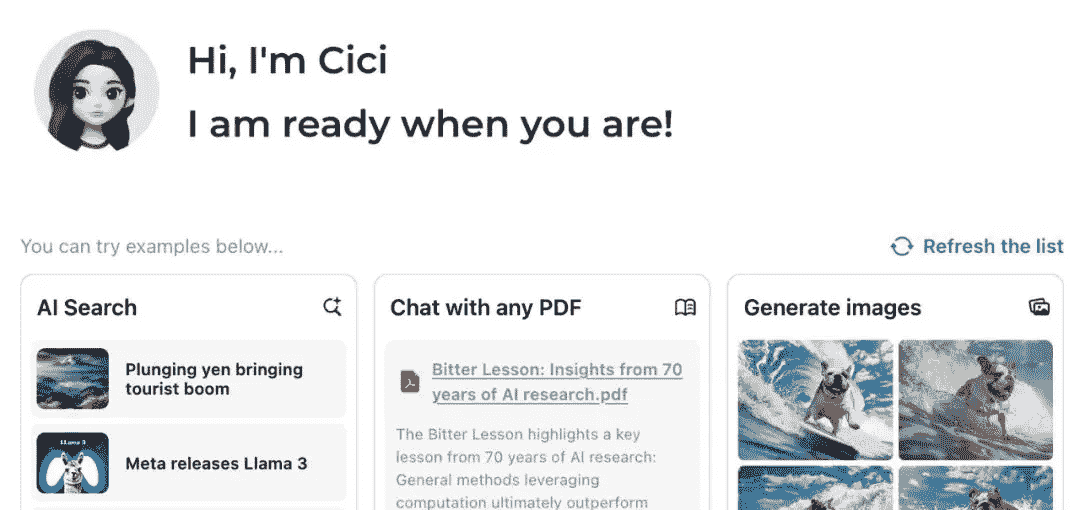 Hi, I'm Cici
I am ready when you are!
You can try examples below...
Refresh the list
AI Search
Plunging yen bringing
tourist boom
LLama 3
Meta releases Llama 3
Chat with any PDF
Bitter Lesson: Insights from 70
years of AI research.pdf
The Bitter Lesson highlights a key
lesson from 70 years of AI research:
General methods leveraging
computation ultimately outperform
Generate images